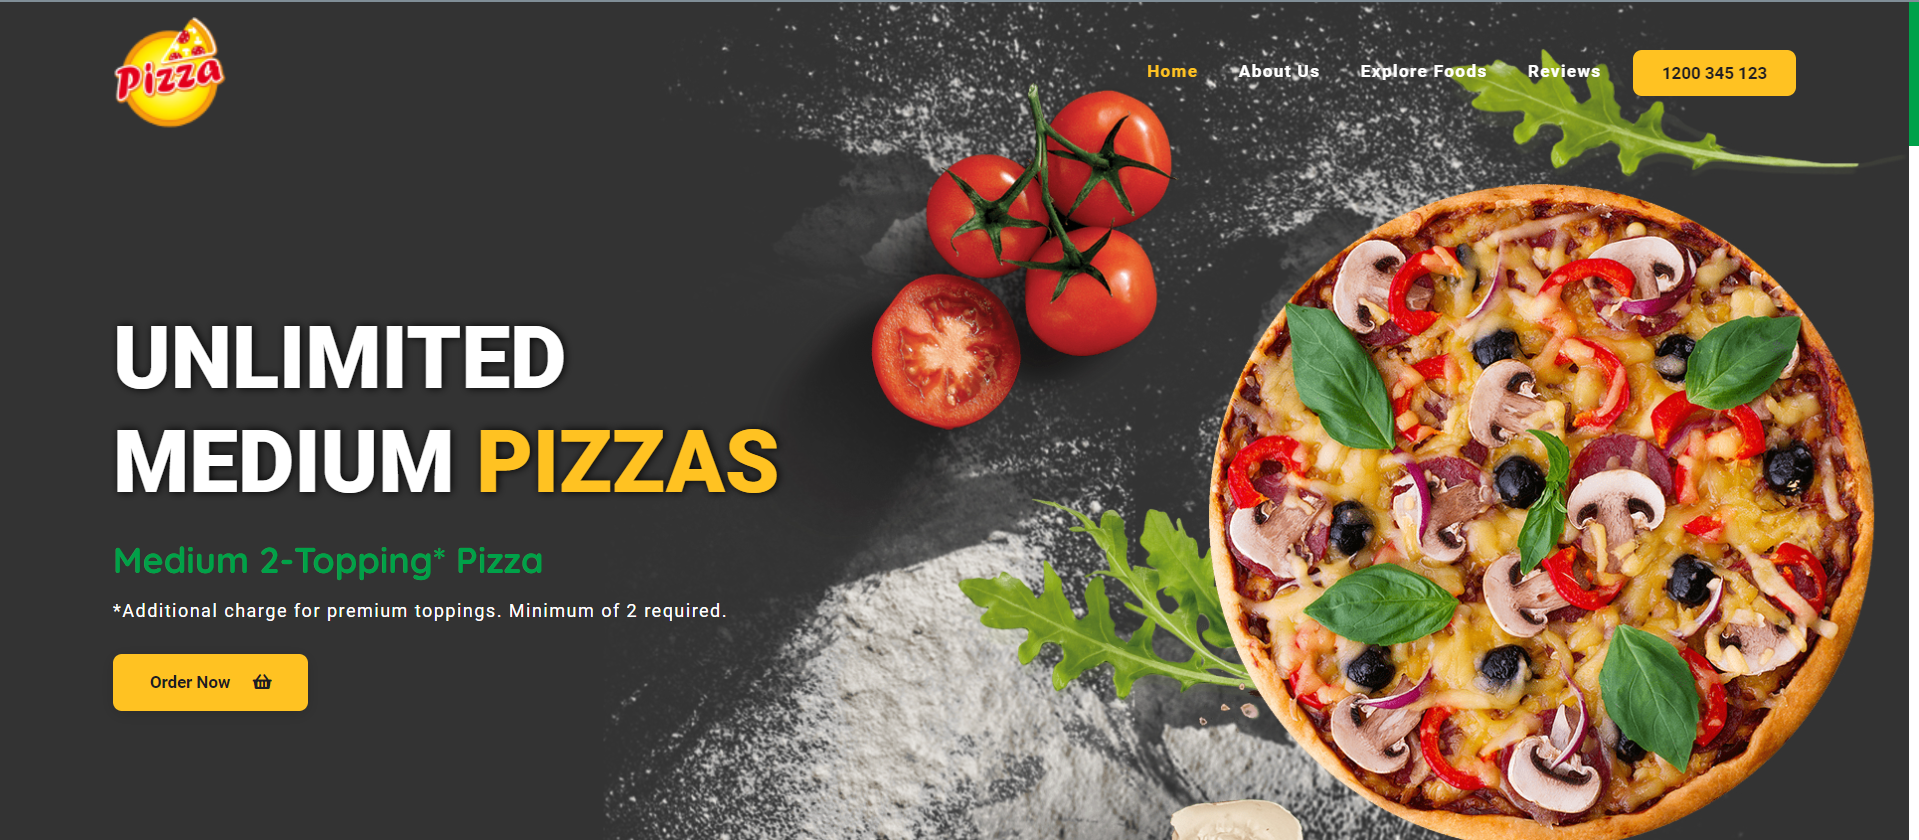 Pizza
Home About Us Explore Foods Reviews 1200 345 123
UNLIMITED
MEDIUM PIZZAS
Medium 2-Topping* Pizza
*Additional charge for premium toppings. Minimum of 2 required.
Order Now